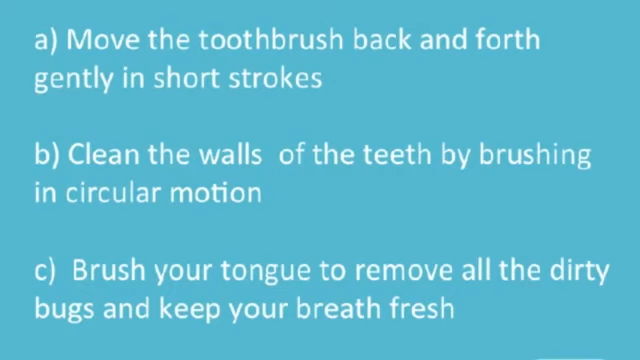 a) Move the toothbrush back and forth
gently in short strokes
b) Clean the walls  of the teeth by brushing
in circular motion
c)  Brush your tongue to remove all the dirty
bugs and keep your breath fresh